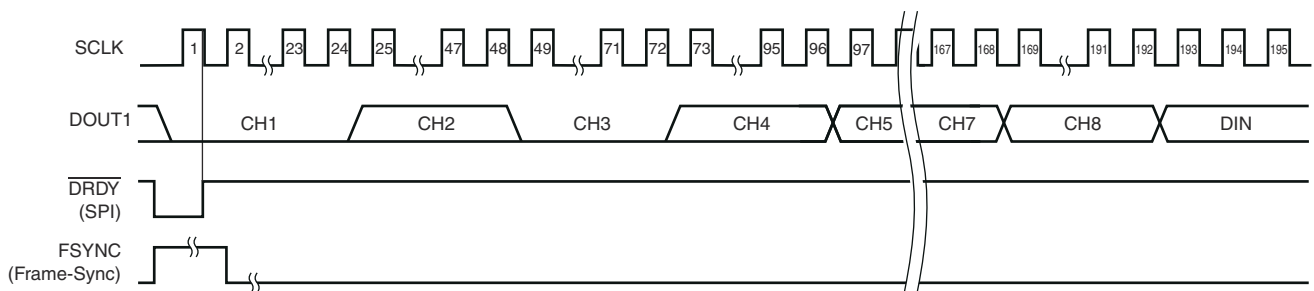 SCLK 1 2 23 24 25 47 48 49 71 72 73 95 96 97 167 168 169 191 192 193 194 195
DOUT1 CH1 CH2 CH3 CH4 CH5 CH7 CH8 DIN
DRDY
(SPI)
FSYNC
(Frame-Sync)